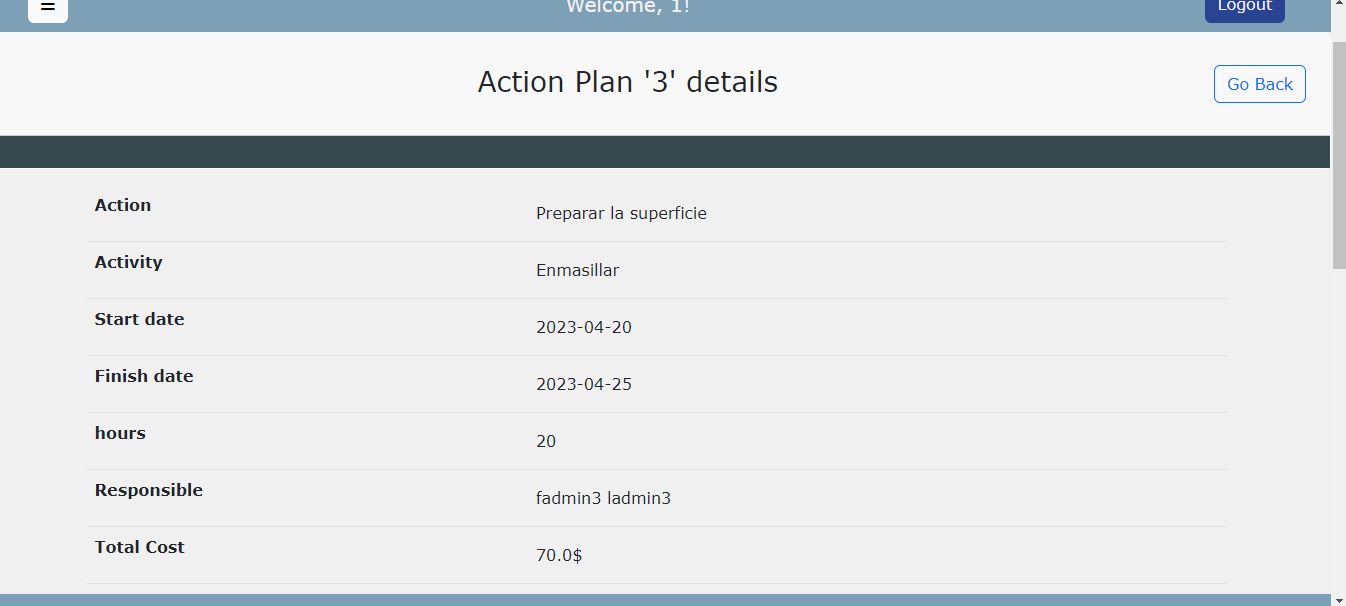 Welcome, 1!
Logout
Action Plan '3' details
Go Back
Action
Preparar la superficie
Activity
Enmasillar
Start date
2023-04-20
Finish date
2023-04-25
hours
20
Responsible
fadmin3 ladmin3
Total Cost
70.0$